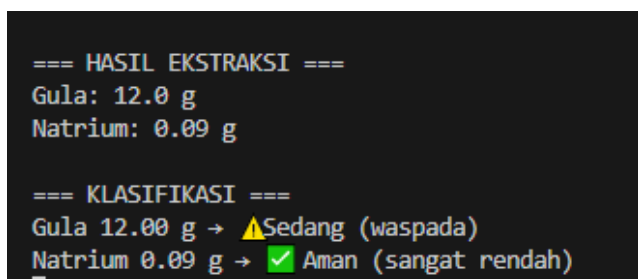 === HASIL EKSTRAKSI ===
Gula: 12.0 g
Natrium: 0.09 g
=== KLASIFIKASI ===
Gula 12.00 g → ⚠️Sedang (waspada)
Natrium 0.09 g → ✅ Aman (sangat rendah)